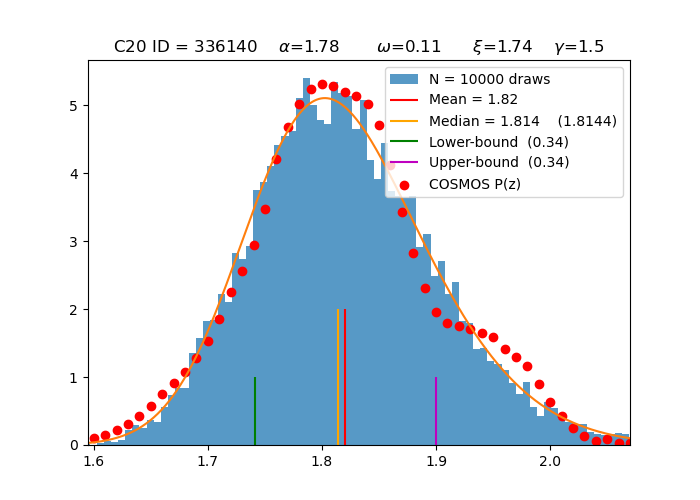 C20 ID = 336140 α=1.78 ω=0.11 ξ=1.74 γ=1.5
N = 10000 draws
Mean = 1.82
Median = 1.814 (1.8144)
Lower-bound (0.34)
Upper-bound (0.34)
COSMOS P(z)
5
4
3
2
1
0
1.6 1.7 1.8 1.9 2.0